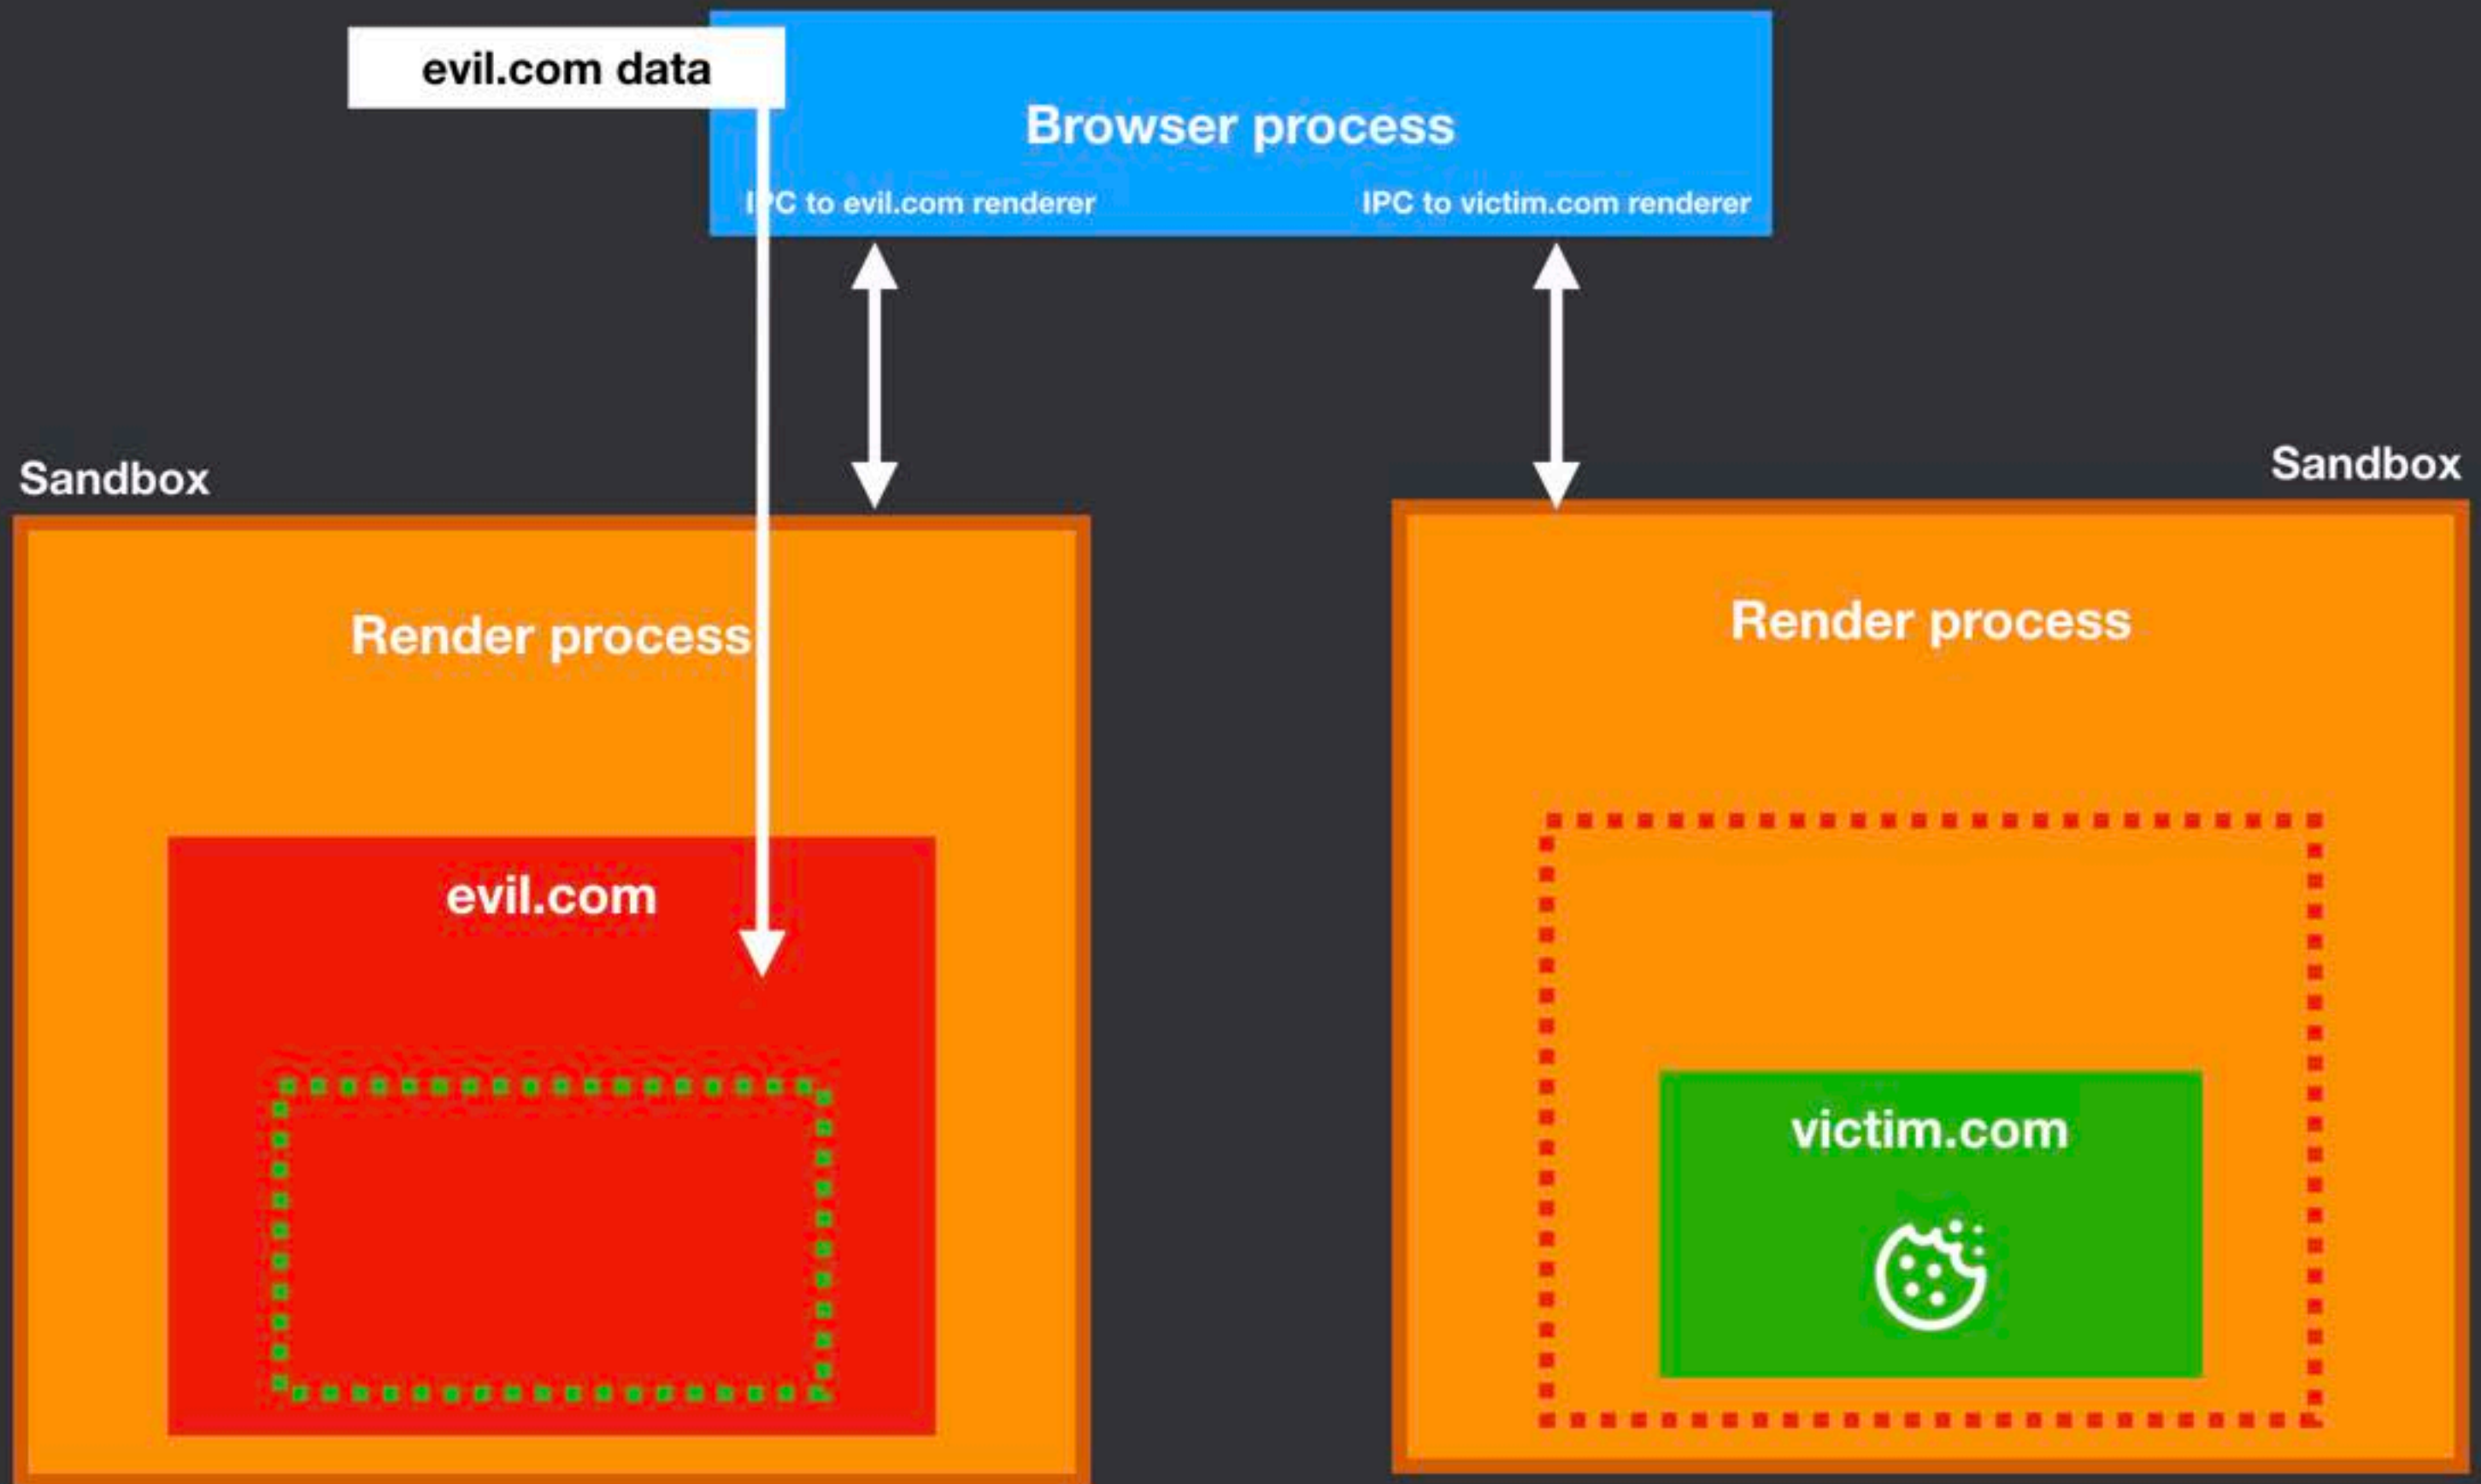 evil.com data
Browser process
IPC to evil.com renderer
IPC to victim.com renderer
Sandbox
Sandbox
Render process
Render process
evil.com
victim.com